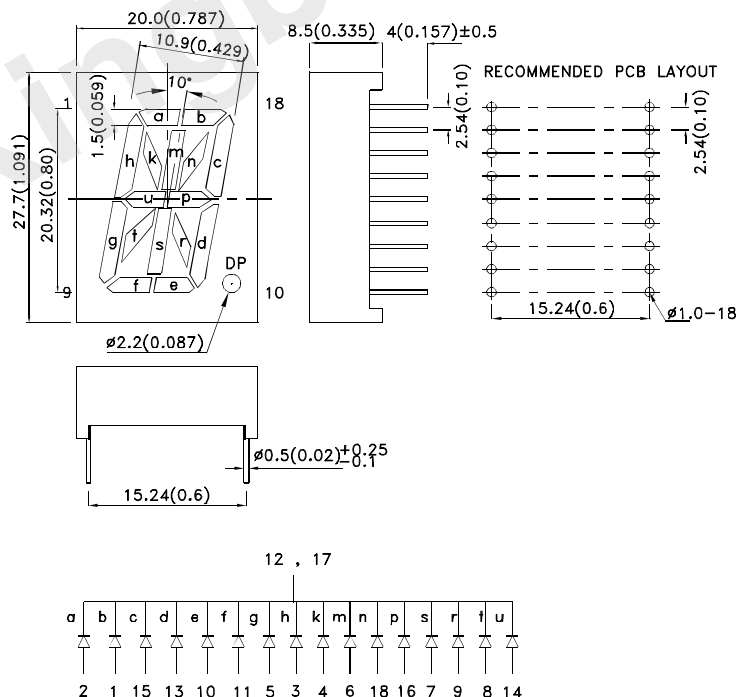 Kingb
20.0(0.787)
10.9(0.429)
10°
1.5(0.059)
27.7(1.091)
20.32(0.80)
1
18
9
10
a
b
h
k
m
n
c
u
p
g
t
s
r
d
f
e
DP
ø2.2(0.087)
8.5(0.335)
4(0.157)±0.5
2.54(0.10)
RECOMMENDED PCB LAYOUT
2.54(0.10)
15.24(0.6)
ø1.0-18
ø0.5(0.02)+0.25
-0.1
15.24(0.6)
12 , 17
a b c d e f g h k m n p s r t u
2 1 15 13 10 11 5 3 4 6 18 16 7 9 8 14